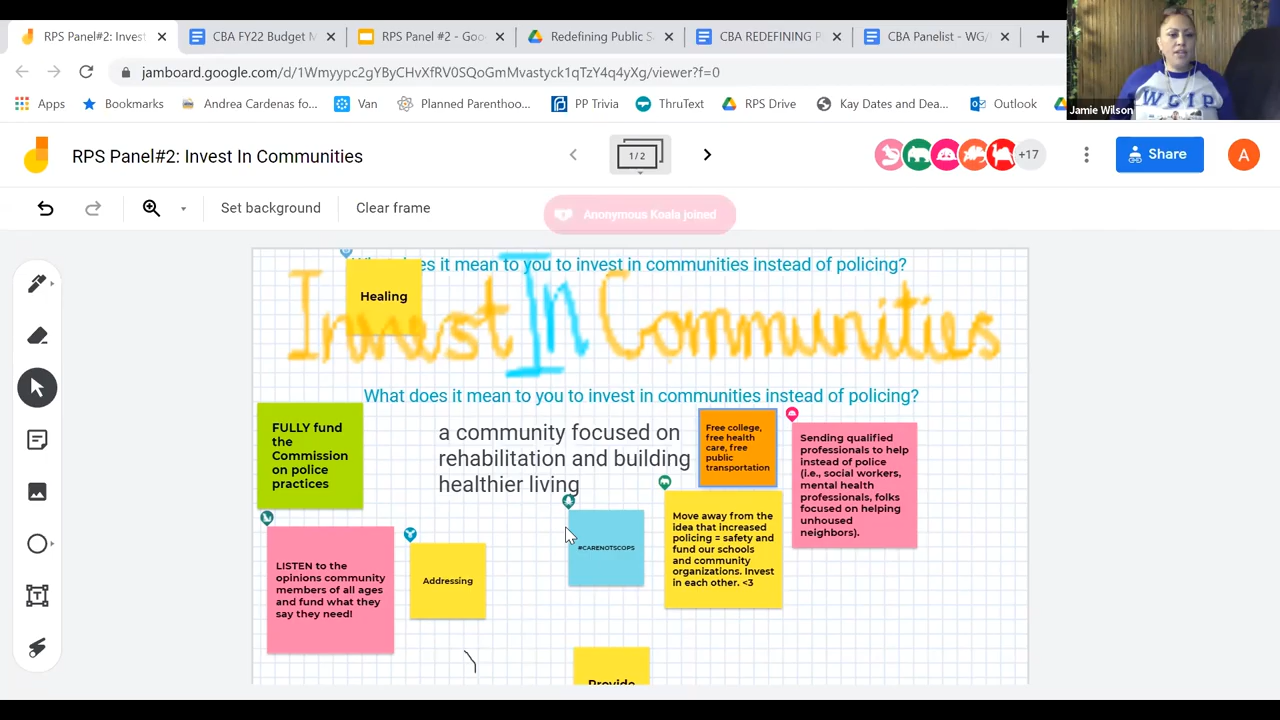 RPS Panel#2: Invest
CBA FY22 Budget M
RPS Panel #2 - Goo
Redefining Public S
CBA REDEFINING P
CBA Panelist - WG/
jamboard.google.com/d/
/viewer?f=0
Apps
Bookmarks
Andrea Cardenas fo...
Van
Planned Parenthoo...
PP Trivia
ThruText
RPS Drive
Kay Dates and Dea...
Outlook
Jamie Wilson
RPS Panel#2: Invest In Communities
1/2
+17
Share
A
Set background
Clear frame
Anonymous Koala joined
es it mean to you to invest in communities instead of policing?
Healing
Invest In Communities
What does it mean to you to invest in communities instead of policing?
FULLY fund
the
Commission
on police
practices
a community focused on
rehabilitation and building
healthier living
Free college,
free health
care, free
public
transportation
Sending qualified
professionals to help
instead of police
(i.e., social workers,
mental health
professionals, folks
focused on helping
unhoused
neighbors).
LISTEN to the
opinions community
members of all ages
and fund what they
say they need!
Addressing
#CARENOTSCOPS
Move away from the
idea that increased
policing = safety and
fund our schools
and community
organizations. Invest
in each other. <3
Provide